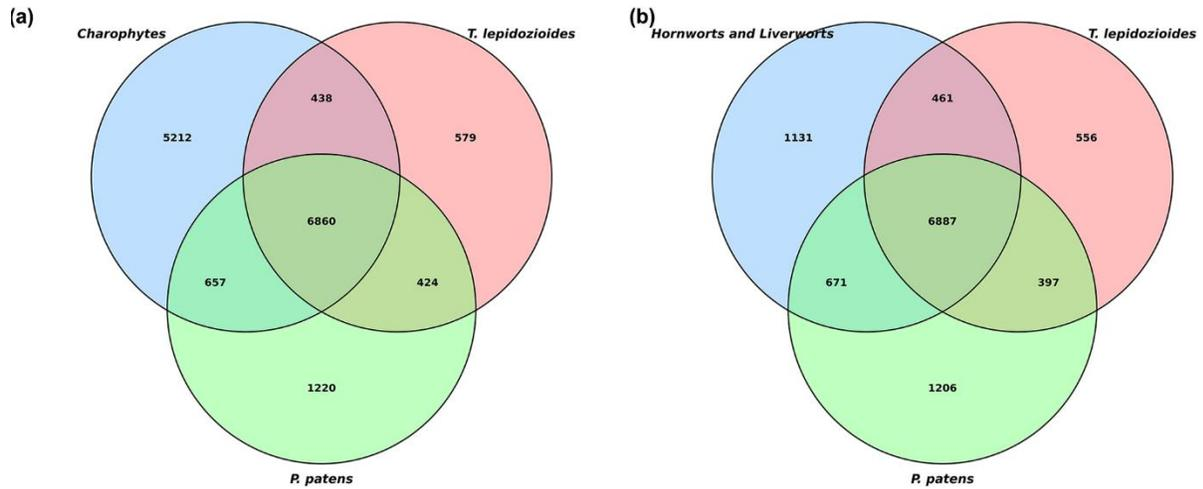 (a)
Charophytes
T. lepidozioides
438
5212
579
6860
657
424
1220
P. patens
(b)
Hornworts and Liverworts
T. lepidozioides
461
1131
556
6887
671
397
1206
P. patens